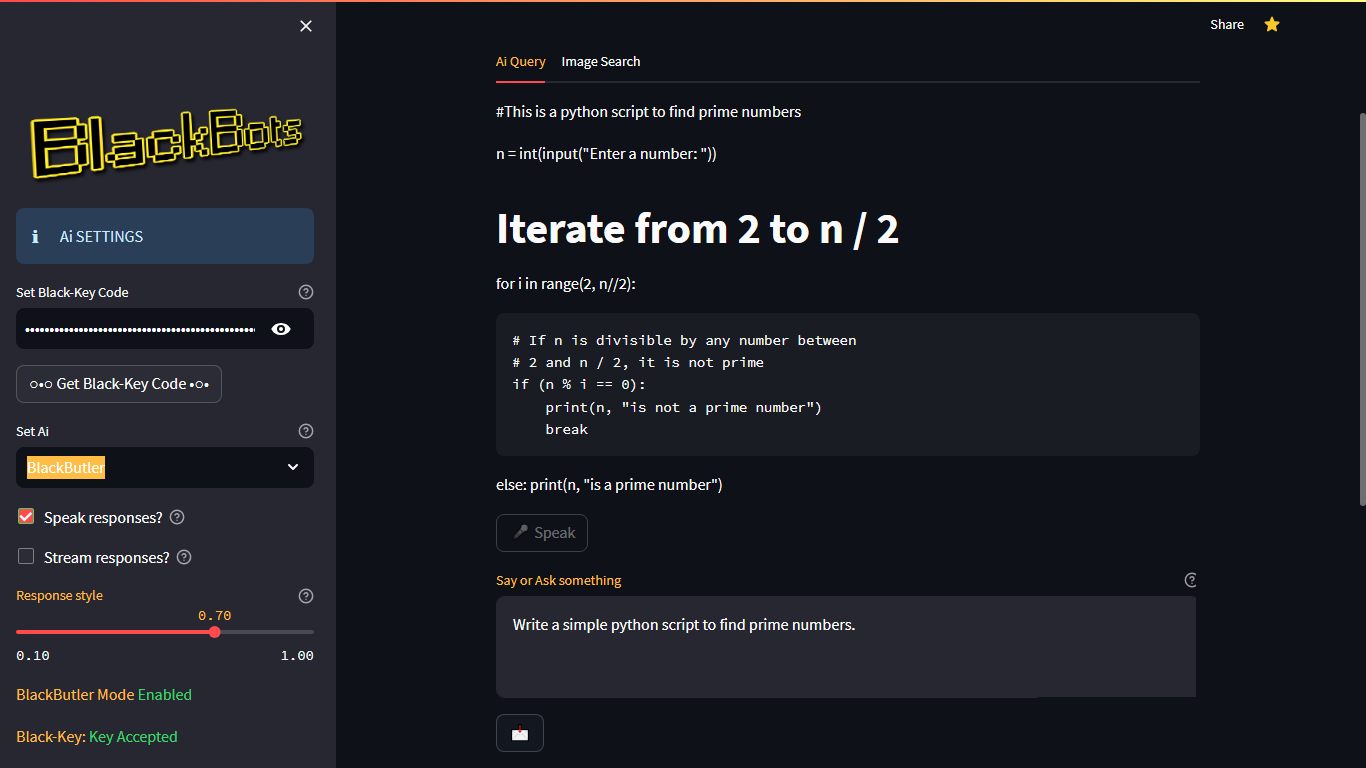 Share
BlackBots
Ai SETTINGS
Set Black-Key Code
Get Black-Key Code
Set Ai
BlackButler
Speak responses?
Stream responses?
Response style
0.70
0.10 1.00
BlackButler Mode Enabled
Black-Key: Key Accepted
Ai Query Image Search
#This is a python script to find prime numbers
n = int(input("Enter a number: "))
Iterate from 2 to n / 2
for i in range(2, n//2):
# If n is divisible by any number between
# 2 and n / 2, it is not prime
if (n % i == 0):
    print(n, "is not a prime number")
    break
else: print(n, "is a prime number")
Speak
Say or Ask something
Write a simple python script to find prime numbers.